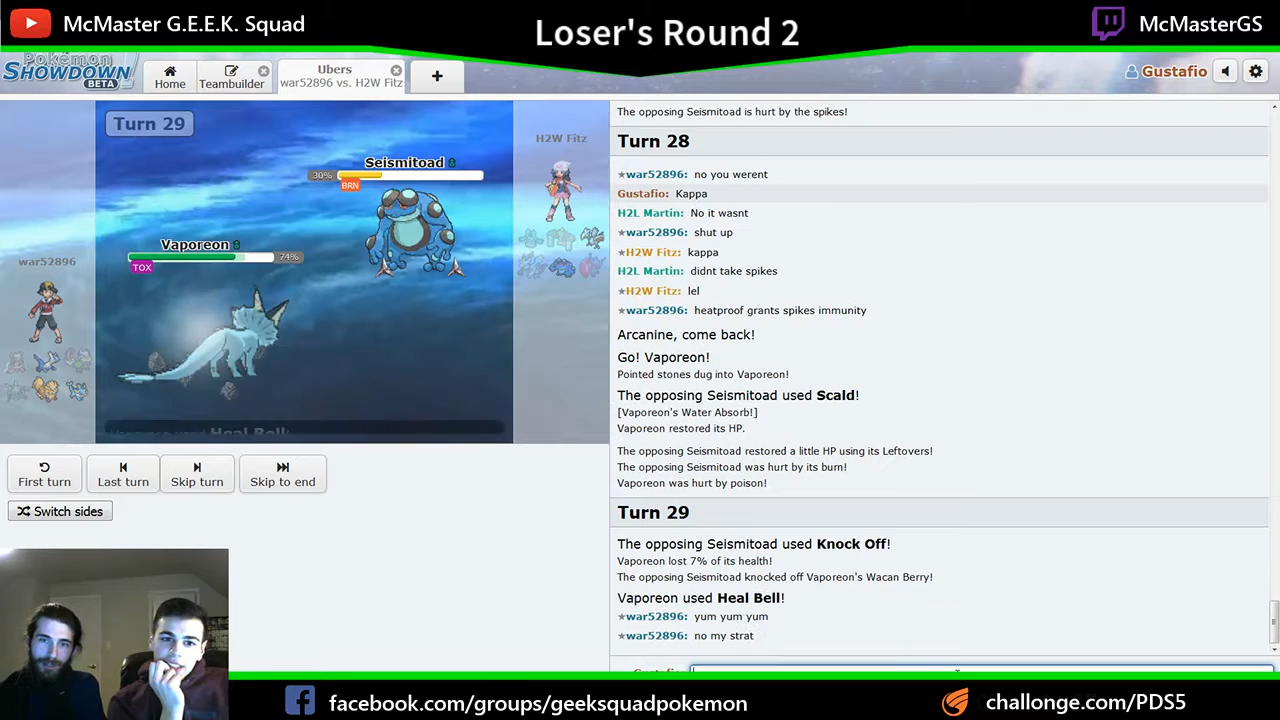 McMaster G.E.E.K. Squad
Loser's Round 2
McMasterGS
Pokémon
SHOWDOWN
BETA
Home
Teambuilder
Ubers
war52896 vs. H2W Fitz
+
Gustafio
Turn 29
H2W Fitz
Seismitoad
30%
BRN
Vaporeon
74%
TOX
war52896
Vaporeon used Heal Bell
First turn
Last turn
Skip turn
Skip to end
Switch sides
The opposing Seismitoad is hurt by the spikes!
Turn 28
★war52896: no you werent
Gustafio: Kappa
H2L Martin: No it wasnt
★war52896: shut up
★H2W Fitz: kappa
H2L Martin: didnt take spikes
★H2W Fitz: lel
★war52896: heatproof grants spikes immunity
Arcanine, come back!
Go! Vaporeon!
Pointed stones dug into Vaporeon!
The opposing Seismitoad used Scald!
[Vaporeon's Water Absorb!]
Vaporeon restored its HP.
The opposing Seismitoad restored a little HP using its Leftovers!
The opposing Seismitoad was hurt by its burn!
Vaporeon was hurt by poison!
Turn 29
The opposing Seismitoad used Knock Off!
Vaporeon lost 7% of its health!
The opposing Seismitoad knocked off Vaporeon's Wacan Berry!
Vaporeon used Heal Bell!
★war52896: yum yum yum
★war52896: no my strat
Gustafio:
facebook.com/groups/geeksquadpokemon
challonge.com/PDS5